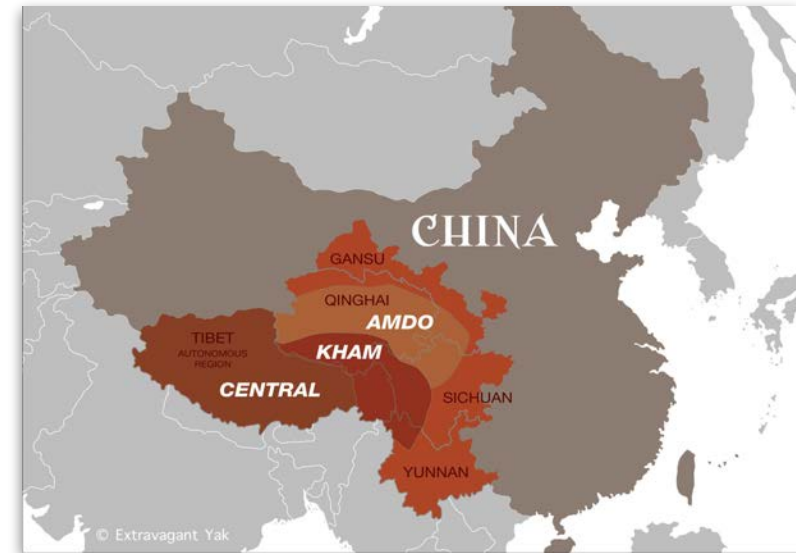 CHINA
GANSU
QINGHAI
AMDO
TIBET
AUTONOMOUS
REGION
KHAM
CENTRAL
SICHUAN
YUNNAN
© Extravagant Yak